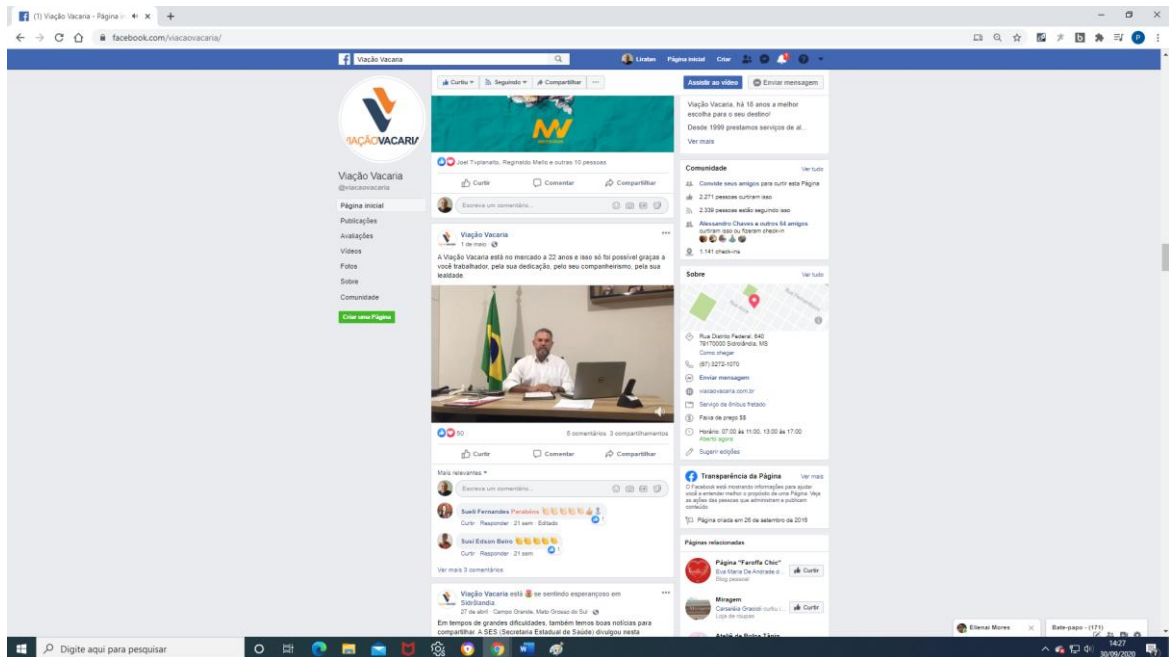 (1) Viação Vacaria - Página i
facebook.com/viacaovacaria/
Viação Vacaria
Liraten
Página inicial
Criar
VIAÇÃOVACARIA
Viação Vacaria
@viacaovacaria
Página inicial
Publicações
Avaliações
Vídeos
Fotos
Sobre
Comunidade
Criar uma Página
Curtiu
Seguindo
Compartilhar
Assistir ao vídeo
Enviar mensagem
Joel Tvplanalto, Reginaldo Mello e outras 10 pessoas
Curtir Comentar Compartilhar
Escreva um comentário...
Viação Vacaria
1 de maio
A Viação Vacaria está no mercado a 22 anos e isso só foi possível graças a
você trabalhador, pela sua dedicação, pelo seu companheirismo, pela sua
lealdade.
50
6 comentários 3 compartilhamentos
Curtir Comentar Compartilhar
Mais relevantes
Escreva um comentário...
Sueli Fernandes Parabéns 👏👏👏👏👏
Curtir · Responder · 21 sem · Editado
1
Susi Edson Beiro 👏👏👏👏👏
Curtir · Responder · 21 sem
1
Ver mais 3 comentários
Viação Vacaria está se sentindo esperançoso em
Sidrôlandia.
27 de abril · Campo Grande, Mato Grosso do Sul
Em tempos de grandes dificuldades, também temos boas notícias para
compartilhar. A SES (Secretaria Estadual de Saúde) divulgou nesta
Viação Vacaria, há 18 anos a melhor
escolha para o seu destino!
Desde 1999 prestamos serviços de al...
Ver mais
Comunidade
Ver tudo
Convide seus amigos para curtir esta Página
2.271 pessoas curtiram isso
2.339 pessoas estão seguindo isso
Alessandro Chaves e outros 64 amigos
curtiram isso ou fizeram check-in
1.141 check-ins
Sobre
Ver tudo
Rua Distrito Federal, 640
79170000 Sidrolândia, MS
Como chegar
(67) 3272-1070
Enviar mensagem
viacaovacaria.com.br
Serviço de ônibus fretado
Faixa de preço $$
Horário: 07:00 às 11:00, 13:00 às 17:00
Aberto agora
Sugerir edições
Transparência da Página
Ver mais
O Facebook está mostrando informações para ajudar
você a entender melhor o propósito de uma Página. Veja
as ações das pessoas que administram e publicam
conteúdo.
Página criada em 26 de setembro de 2016
Páginas relacionadas
Página "Faroffa Chic"
Eva Maria De Andrade d...
Blog pessoal
Curtir
Miragem
Loja de roupas
Curtir
Elienai Mores
Bate-papo - (171)
Digite aqui para pesquisar
14:27
30/09/2020